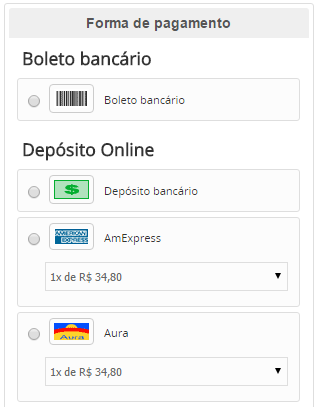 Forma de pagamento
Boleto bancário
Boleto bancário
Depósito Online
$
Depósito bancário
AMERICAN
EXPRESS
AmExpress
1x de R$ 34,80
Aura
Aura
1x de R$ 34,80